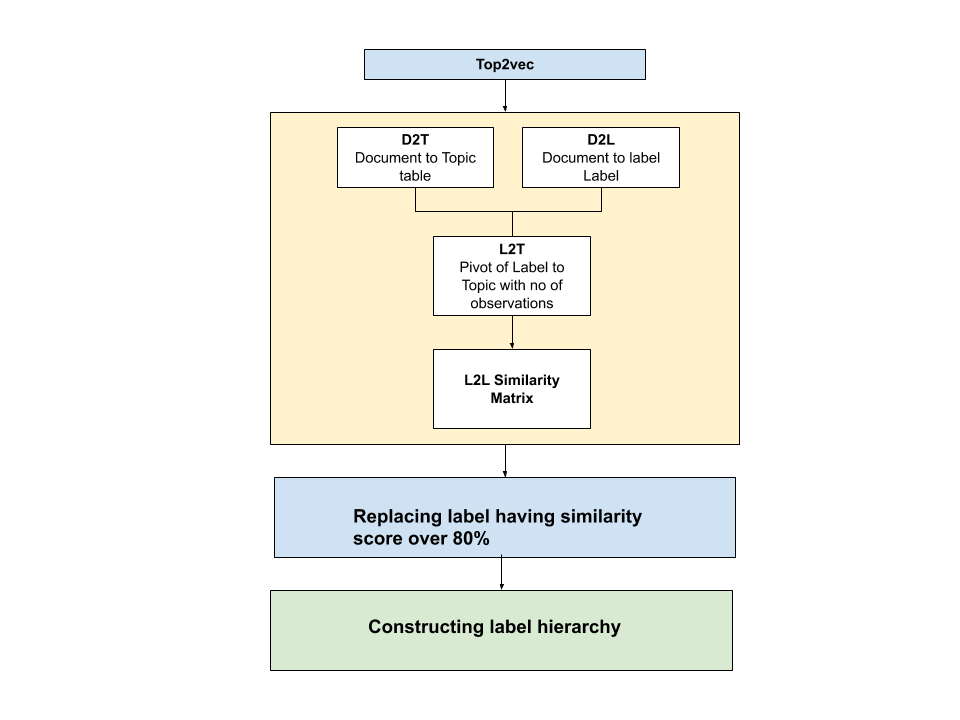 Top2vec
D2T
Document to Topic
table
D2L
Document to label
Label
L2T
Pivot of Label to
Topic with no of
observations
L2L Similarity
Matrix
Replacing label having similarity
score over 80%
Constructing label hierarchy